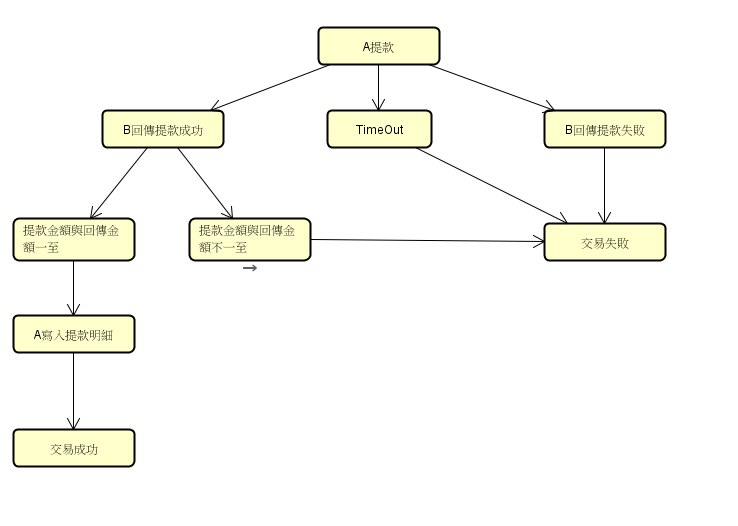 A提款
B回傳提款成功
TimeOut
B回傳提款失敗
提款金額與回傳金
額一至
提款金額與回傳金
額不一至
交易失敗
A寫入提款明細
交易成功